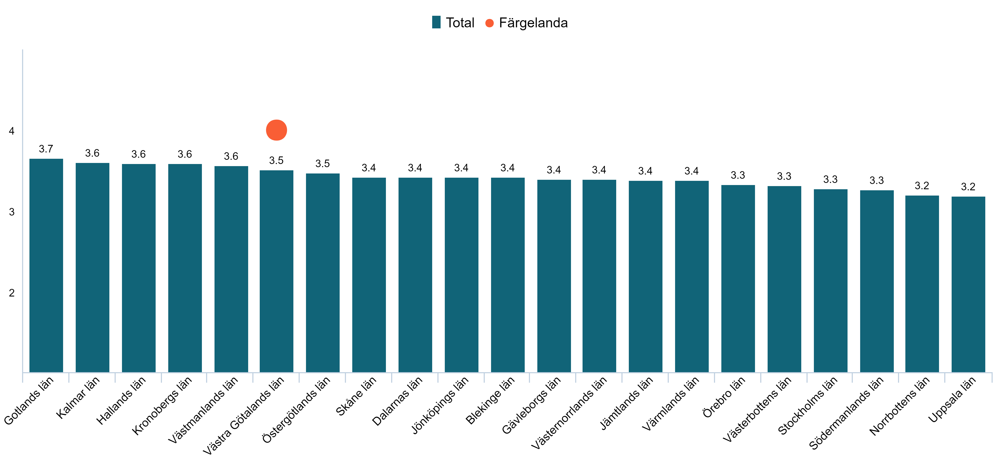 Total Färgelanda
4
3
2
3.7 3.6 3.6 3.6 3.6 3.5 3.5 3.4 3.4 3.4 3.4 3.4 3.4 3.4 3.4 3.3 3.3 3.3 3.3 3.2 3.2
Gotlands län
Kalmar län
Hallands län
Kronobergs län
Västmanlands län
Västra Götalands län
Östergötlands län
Skåne län
Dalarnas län
Jönköpings län
Blekinge län
Gävleborgs län
Västernorrlands län
Jämtlands län
Värmlands län
Örebro län
Västerbottens län
Stockholms län
Södermanlands län
Norrbottens län
Uppsala län